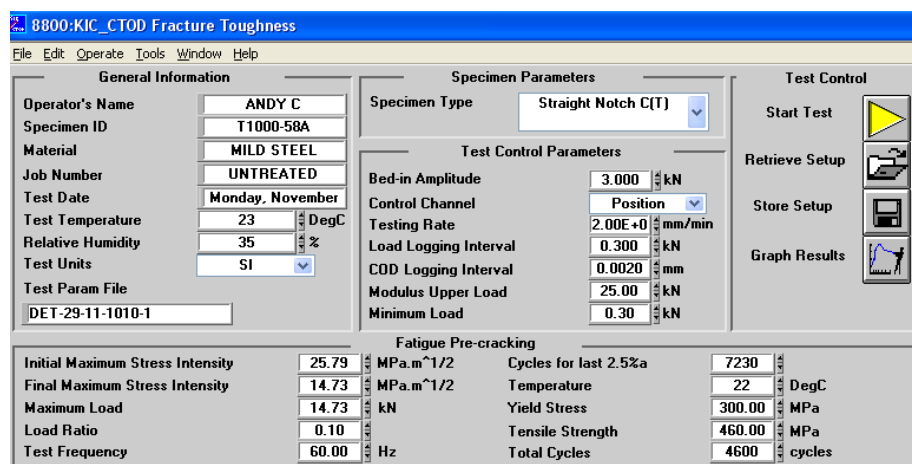 8800:KIC_CTOD Fracture Toughness
File Edit Operate Tools Window Help
General Information
Operator's Name ANDY C
Specimen ID T1000-58A
Material MILD STEEL
Job Number UNTREATED
Test Date Monday, November
Test Temperature 23 DegC
Relative Humidity 35 %
Test Units SI
Test Param File
DET-29-11-1010-1
Specimen Parameters
Specimen Type Straight Notch C(T)
Test Control Parameters
Bed-in Amplitude 3.000 kN
Control Channel Position
Testing Rate 2.00E+0 mm/min
Load Logging Interval 0.300 kN
COD Logging Interval 0.0020 mm
Modulus Upper Load 25.00 kN
Minimum Load 0.30 kN
Test Control
Start Test
Retrieve Setup
Store Setup
Graph Results
Fatigue Pre-cracking
Initial Maximum Stress Intensity 25.79 MPa.m^1/2
Final Maximum Stress Intensity 14.73 MPa.m^1/2
Maximum Load 14.73 kN
Load Ratio 0.10
Test Frequency 60.00 Hz
Cycles for last 2.5%a 7230
Temperature 22 DegC
Yield Stress 300.00 MPa
Tensile Strength 460.00 MPa
Total Cycles 4600 cycles